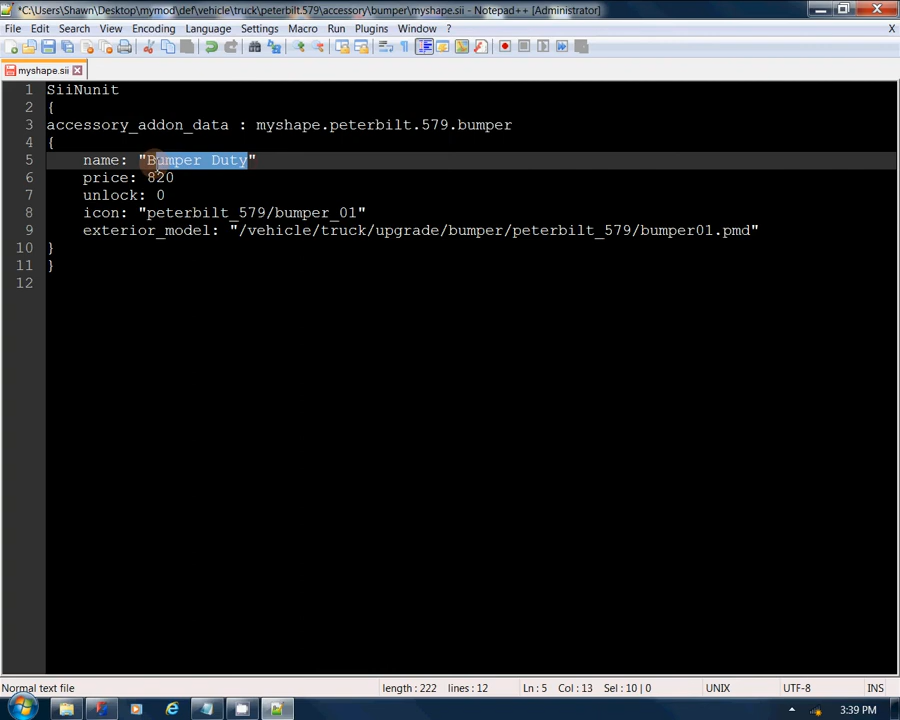 *C:\Users\Shawn\Desktop\mymod\def\vehicle\truck\peterbilt.579\accessory\bumper\myshape.sii - Notepad++ [Administrator]
File Edit Search View Encoding Language Settings Macro Run Plugins Window ? X
myshape.sii
1 SiiNunit
2 {
3 accessory_addon_data : myshape.peterbilt.579.bumper
4 {
5 name: "Bumper Duty"
6 price: 820
7 unlock: 0
8 icon: "peterbilt_579/bumper_01"
9 exterior_model: "/vehicle/truck/upgrade/bumper/peterbilt_579/bumper01.pmd"
10 }
11 }
12
Normal text file length : 222 lines : 12 Ln : 5 Col : 13 Sel : 10 | 0 UNIX UTF-8 INS
3:39 PM